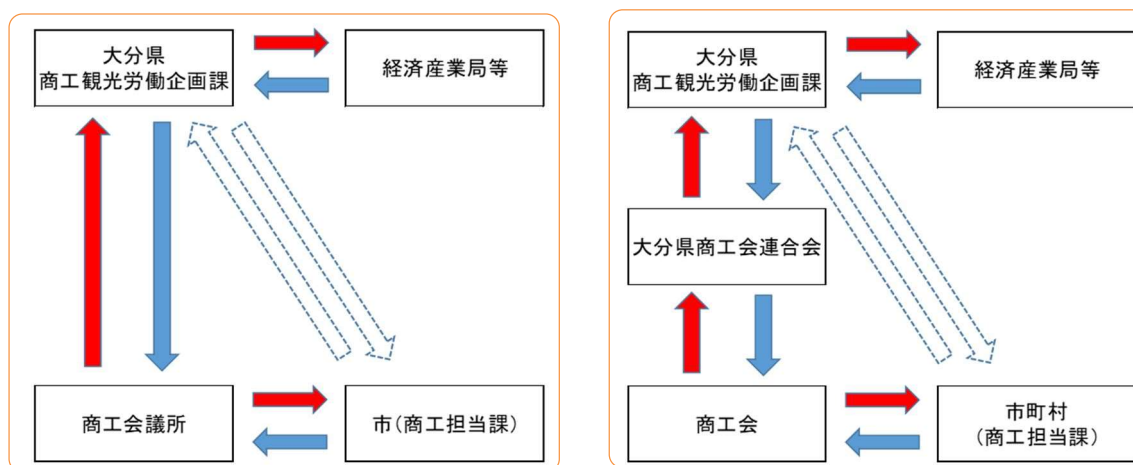 大分県
商工観光労働企画課
経済産業局等
商工会議所
市(商工担当課)
大分県
商工観光労働企画課
経済産業局等
大分県商工会連合会
商工会
市町村
(商工担当課)